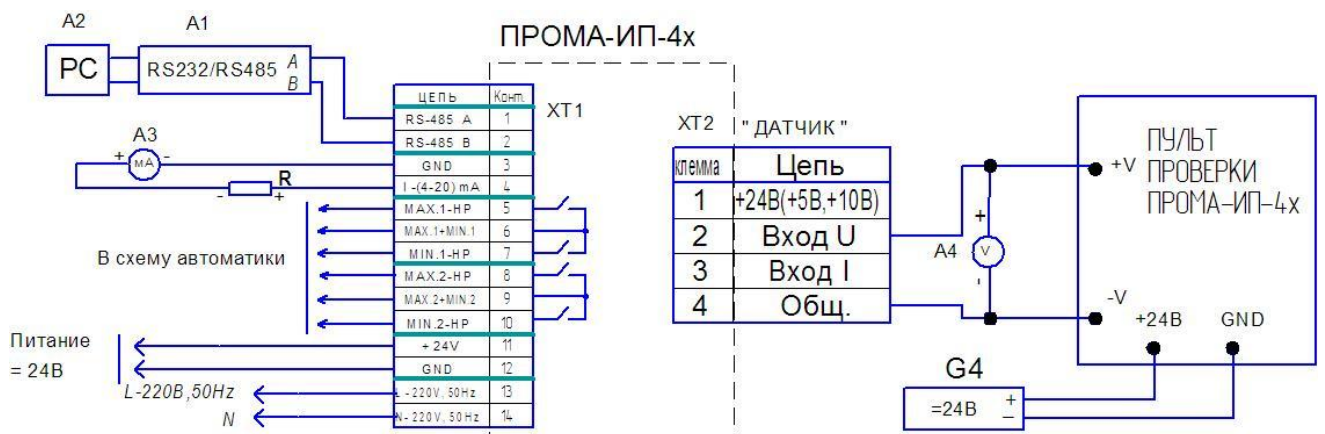 A2
A1
ПРОМА-ИП-4х
PC
RS232/RS485
A
B
ЦЕПЬ Конт.
XT1
RS-485 A 1
RS-485 B 2
GND 3
I -(4-20) mA 4
MAX.1-HP 5
MAX.1+MIN.1 6
MIN.1-HP 7
MAX.2-HP 8
MAX.2+MIN.2 9
MIN.2-HP 10
+ 24V 11
GND 12
L -220V, 50Hz 13
N- 220V, 50Hz 14
A3
+ мА -
R
- +
В схему автоматики
Питание
= 24В
L-220В,50Hz
N
XT2 " ДАТЧИК "
клемма Цепь
1 +24В(+5В,+10В)
2 Вход U
3 Вход I
4 Общ.
+
A4 V
-
ПУЛЬТ
ПРОВЕРКИ
ПРОМА-ИП-4х
+V
-V
+24В GND
G4
=24В + −